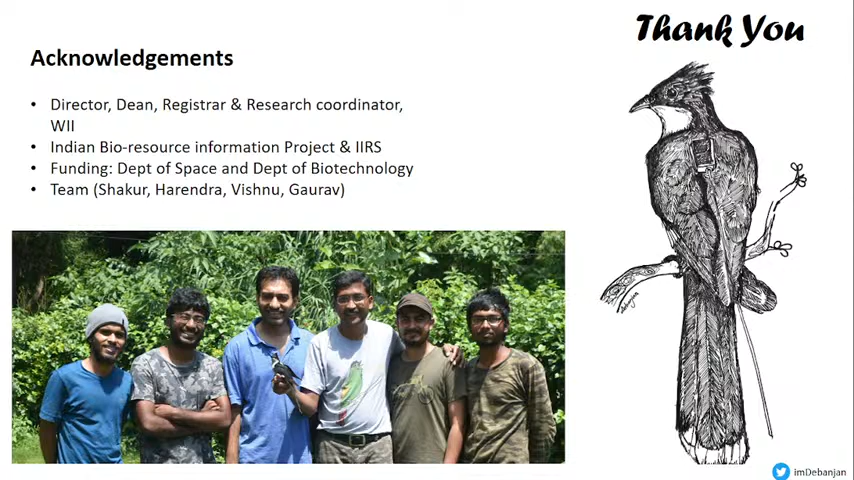 Thank You
Acknowledgements
• Director, Dean, Registrar & Research coordinator,
WII
• Indian Bio-resource information Project & IIRS
• Funding: Dept of Space and Dept of Biotechnology
• Team (Shakur, Harendra, Vishnu, Gaurav)
imDebanjan